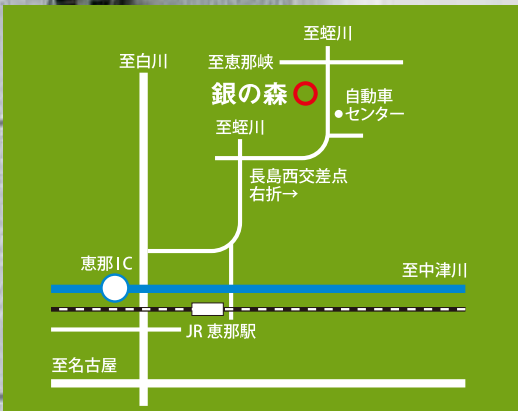 至蛭川
至白川
至恵那峡
銀の森
自動車
センター
至蛭川
長島西交差点
右折→
恵那IC
至中津川
JR 恵那駅
至名古屋